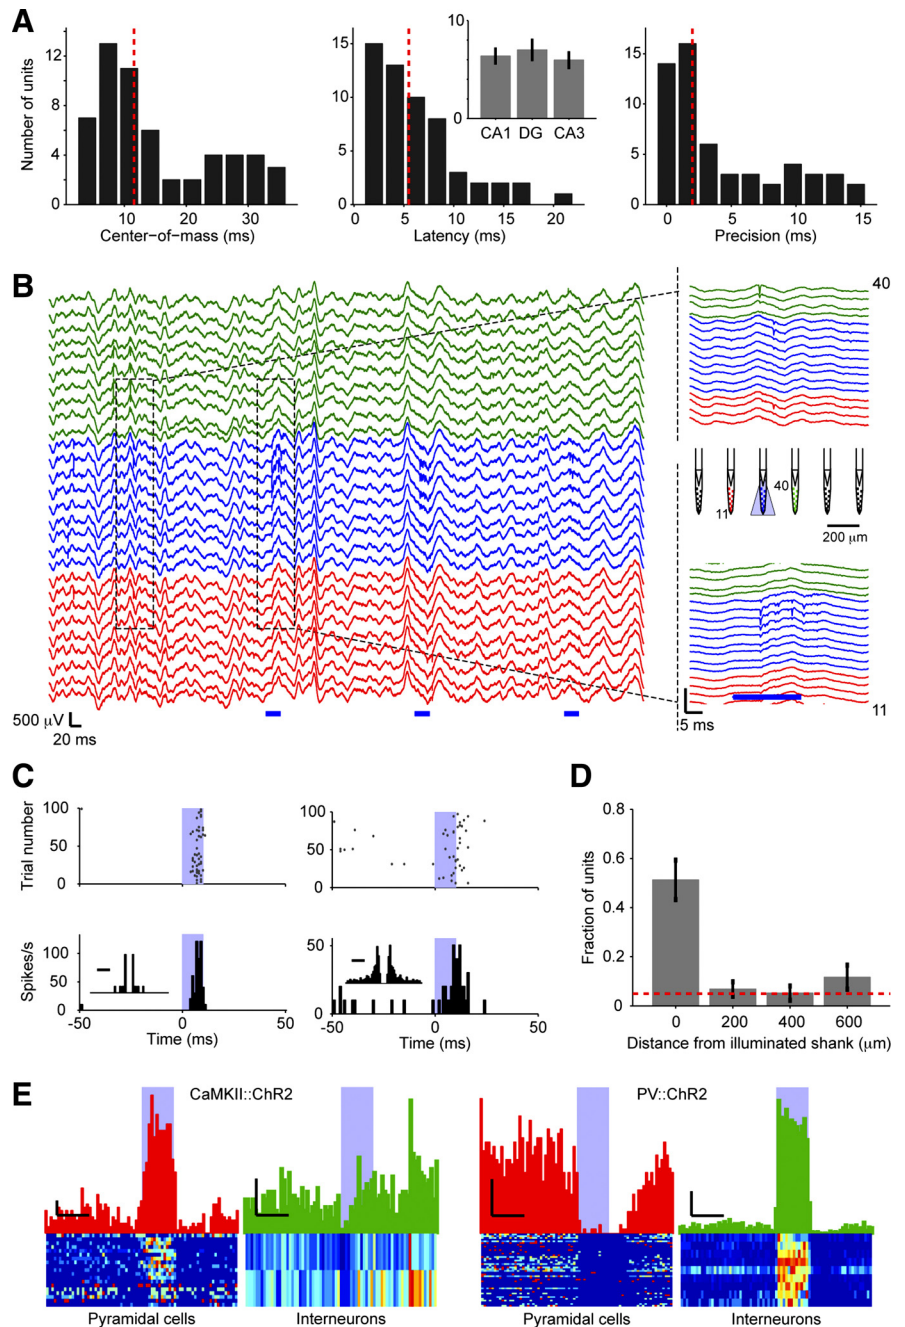 A
Number of units
12
8
4
0
10
20
30
Center−of−mass (ms)
15
10
5
0
0
5
10
15
20
Latency (ms)
10
0
CA1 DG CA3
15
10
5
0
0
5
10
15
Precision (ms)
B
40
40
11
200 μm
500 μV
20 ms
5 ms
11
C
Trial number
100
50
0
100
50
0
Spikes/s
100
50
0
-50
0
50
Time (ms)
50
0
-50
0
50
Time (ms)
D
Fraction of units
0.8
0.6
0.4
0.2
0
0
200
400
600
Distance from illuminated shank (μm)
E
CaMKII::ChR2
PV::ChR2
Pyramidal cells
Interneurons
Pyramidal cells
Interneurons